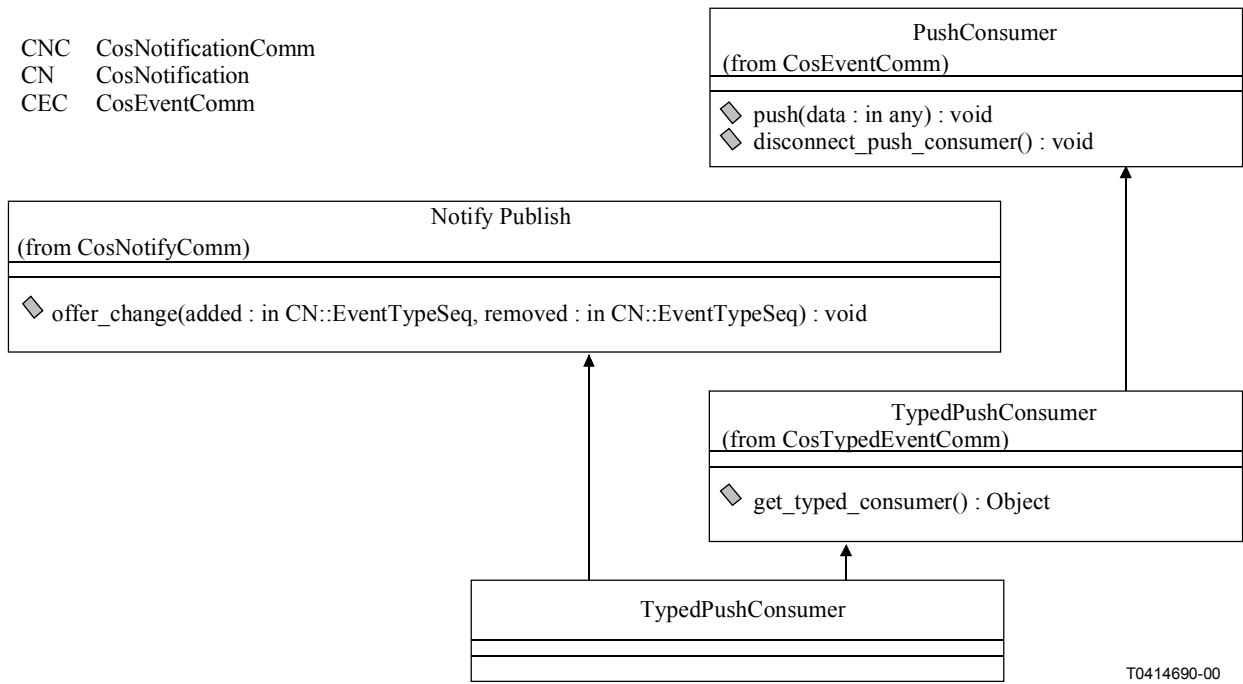 CNC CosNotificationComm
CN CosNotification
CEC CosEventComm
PushConsumer
(from CosEventComm)
push(data : in any) : void
disconnect_push_consumer() : void
Notify Publish
(from CosNotifyComm)
offer_change(added : in CN::EventTypeSeq, removed : in CN::EventTypeSeq) : void
TypedPushConsumer
(from CosTypedEventComm)
get_typed_consumer() : Object
TypedPushConsumer
T0414690-00